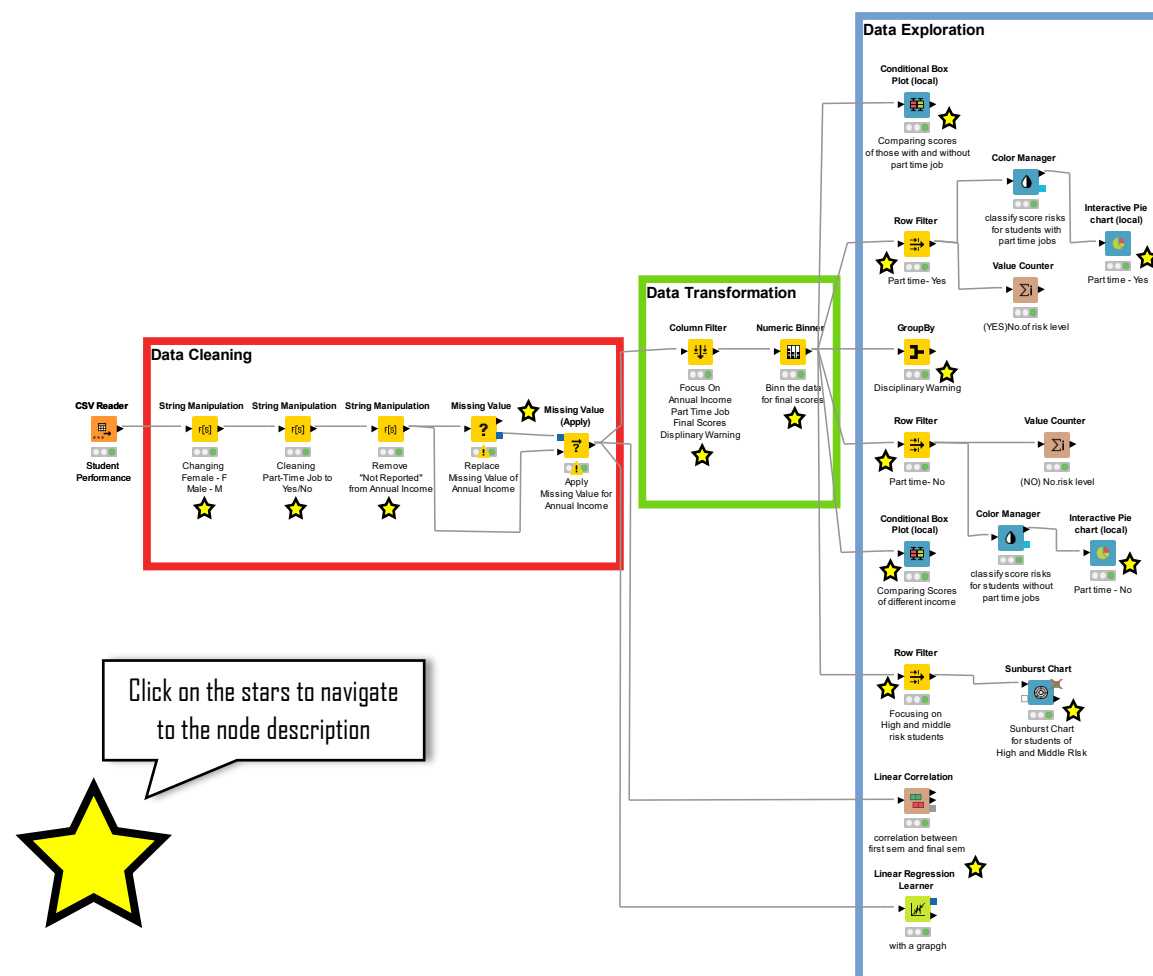 Data Exploration
Conditional Box
Plot (local)
Comparing scores
of those with and without
part time job
Color Manager
classify score risks
for students with
part time jobs
Interactive Pie
chart (local)
Part time - Yes
Row Filter
Part time- Yes
Value Counter
Σi
(YES)No.of risk level
Data Transformation
Column Filter
Focus On
Annual Income
Part Time Job
Final Scores
Displinary Warning
Numeric Binner
Binn the data
for final scores
GroupBy
Disciplinary Warning
Data Cleaning
CSV Reader
Student
Performance
String Manipulation
r[s]
Changing
Female - F
Male - M
String Manipulation
r[s]
Cleaning
Part-Time Job to
Yes/No
String Manipulation
r[s]
Remove
"Not Reported"
from Annual Income
Missing Value
?
Replace
Missing Value of
Annual Income
Missing Value
(Apply)
?
Apply
Missing Value for
Annual Income
Row Filter
Part time- No
Value Counter
Σi
(NO) No.risk level
Color Manager
classify score risks
for students without
part time jobs
Interactive Pie
chart (local)
Part time - No
Conditional Box
Plot (local)
Comparing Scores
of different income
Row Filter
Focusing on
High and middle
risk students
Sunburst Chart
Sunburst Chart
for students of
High and Middle RIsk
Linear Correlation
correlation between
first sem and final sem
Linear Regression
Learner
with a grapgh
Click on the stars to navigate
to the node description